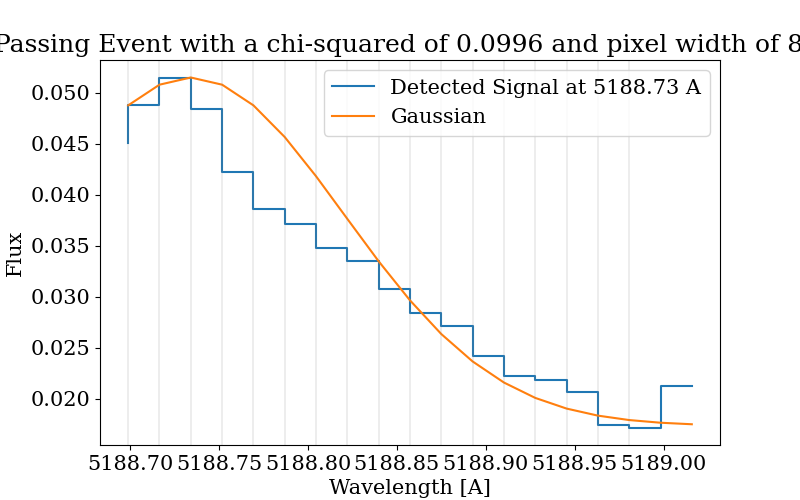 Passing Event with a chi-squared of 0.0996 and pixel width of 8
Detected Signal at 5188.73 A
Gaussian
0.050
0.045
0.040
0.035
0.030
0.025
0.020
Flux
5188.70 5188.75 5188.80 5188.85 5188.90 5188.95 5189.00
Wavelength [A]